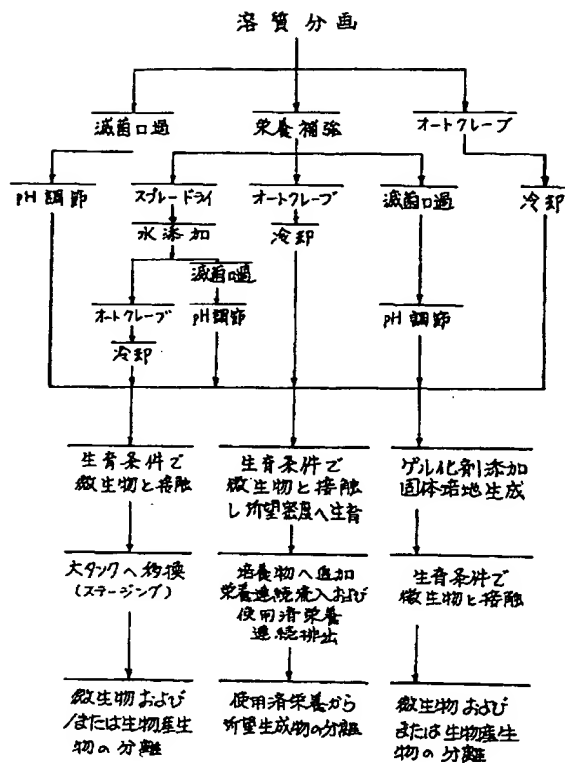 溶質分画
滅菌口過
栄養補強
オートクレーブ
pH調節
スプレードライ
オートクレーブ
滅菌口過
冷却
水添加
冷却
滅菌口過
オートクレーブ
pH調節
pH調節
冷却
生育条件で
微生物と接触
生育条件で
微生物と接触
し所望密度へ生育
ゲル化剤添加
固体培地生成
大タンクへ移換
(ステージング)
培養物へ追加
栄養連続流入および
使用済栄養
連続排出
生育条件で
微生物と接触
微生物および
/または生物産生
物の分離
使用済栄養から
所望生成物の分離
微生物および
または生物産生
物の分離